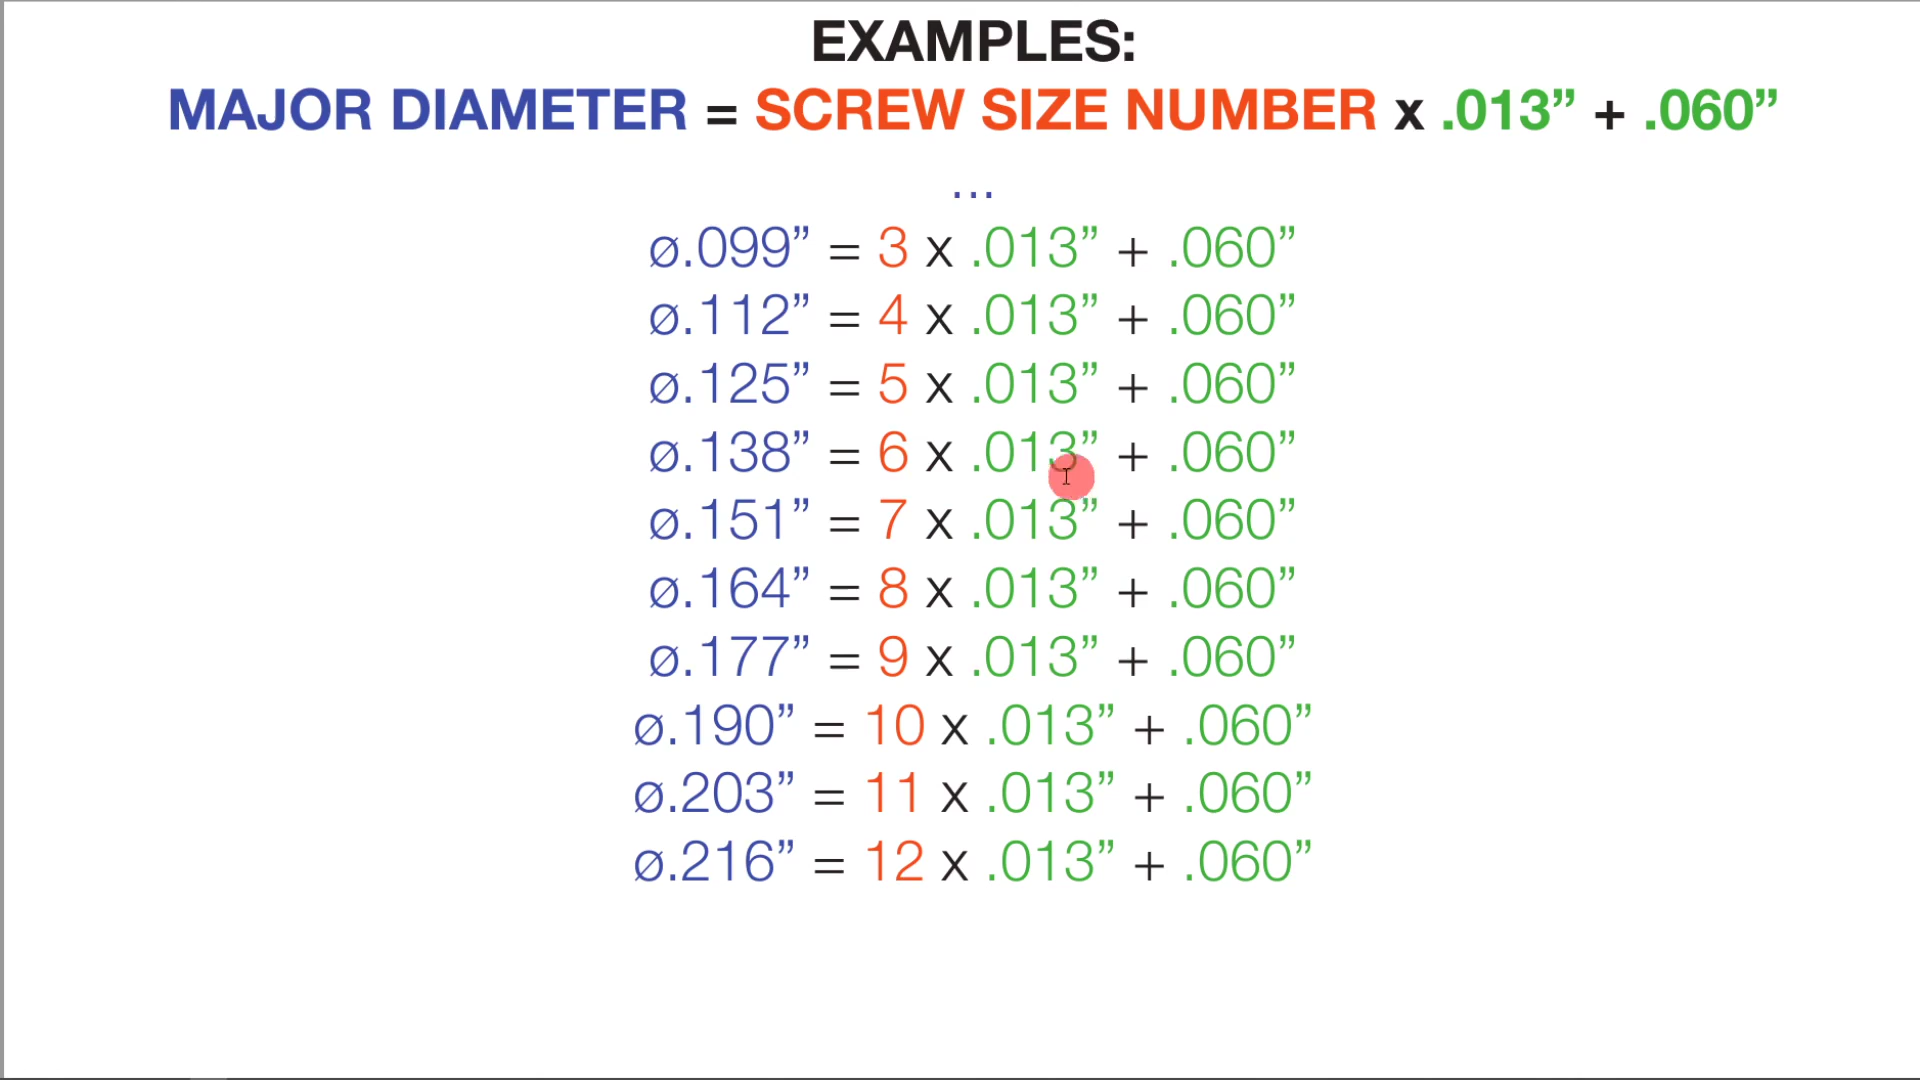 EXAMPLES:
MAJOR DIAMETER = SCREW SIZE NUMBER x .013” + .060”
...
ø.099” = 3 x .013” + .060”
ø.112” = 4 x .013” + .060”
ø.125” = 5 x .013” + .060”
ø.138” = 6 x .013” + .060”
ø.151” = 7 x .013” + .060”
ø.164” = 8 x .013” + .060”
ø.177” = 9 x .013” + .060”
ø.190” = 10 x .013” + .060”
ø.203” = 11 x .013” + .060”
ø.216” = 12 x .013” + .060”